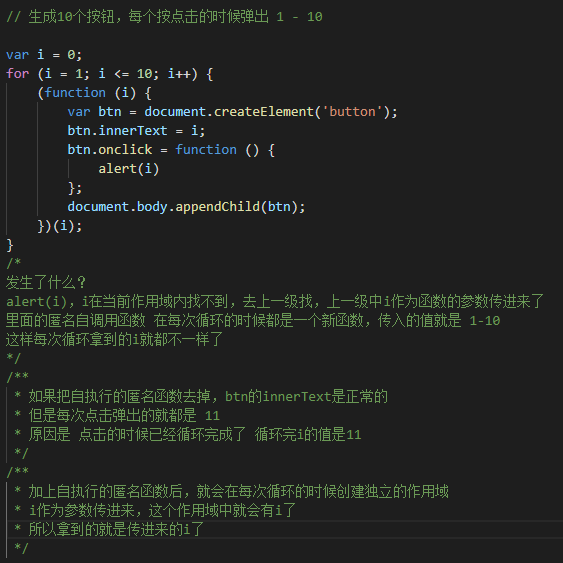 // 生成10个按钮，每个按点击的时候弹出 1 - 10
var i = 0;
for (i = 1; i <= 10; i++) {
(function (i) {
var btn = document.createElement('button');
btn.innerText = i;
btn.onclick = function () {
alert(i)
};
document.body.appendChild(btn);
})(i);
}
/*
发生了什么？
alert(i)，i在当前作用域内找不到，去上一级找，上一级中i作为函数的参数传进来了
里面的匿名自调用函数 在每次循环的时候都是一个新函数，传入的值就是 1-10
这样每次循环拿到的i就都不一样了
*/
/**
* 如果把自执行的匿名函数去掉，btn的innerText是正常的
* 但是每次点击弹出的就都是 11
* 原因是 点击的时候已经循环完成了 循环完i的值是11
*/
/**
* 加上自执行的匿名函数后，就会在每次循环的时候创建独立的作用域
* i作为参数传进来，这个作用域中就会有i了
* 所以拿到的就是传进来的i了
*/